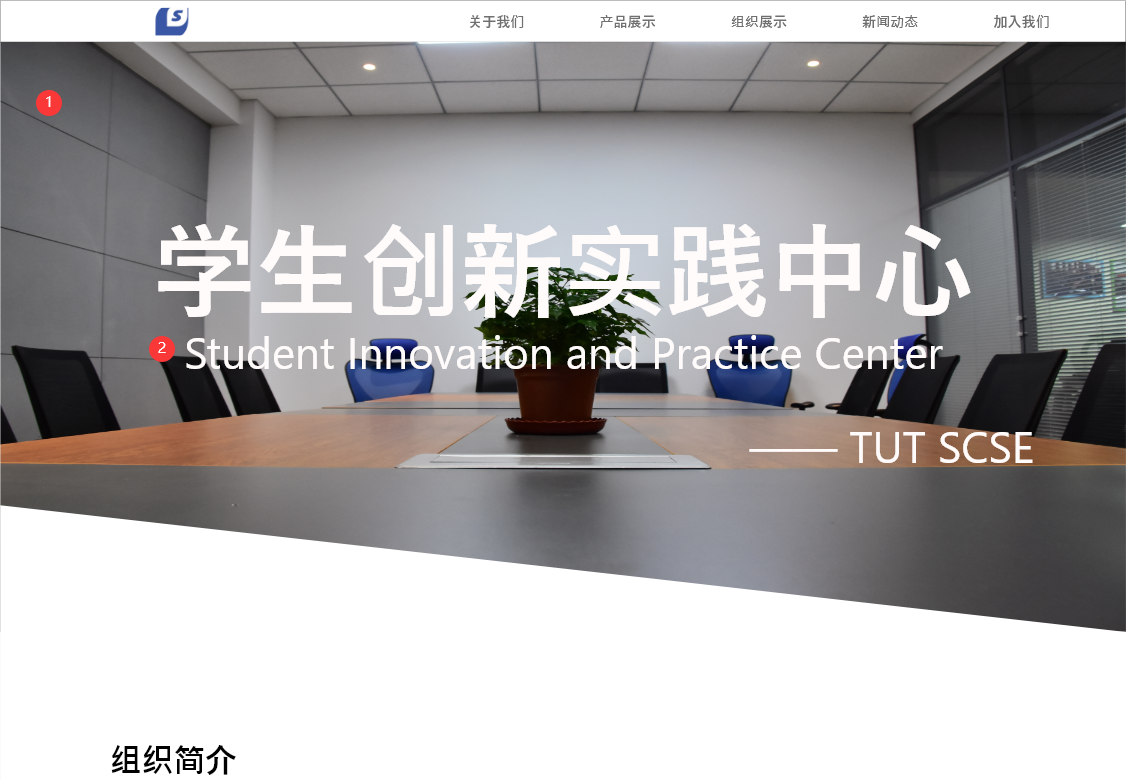 S
关于我们 产品展示 组织展示 新闻动态 加入我们
1
学生创新实践中心
2 Student Innovation and Practice Center
—— TUT SCSE
组织简介